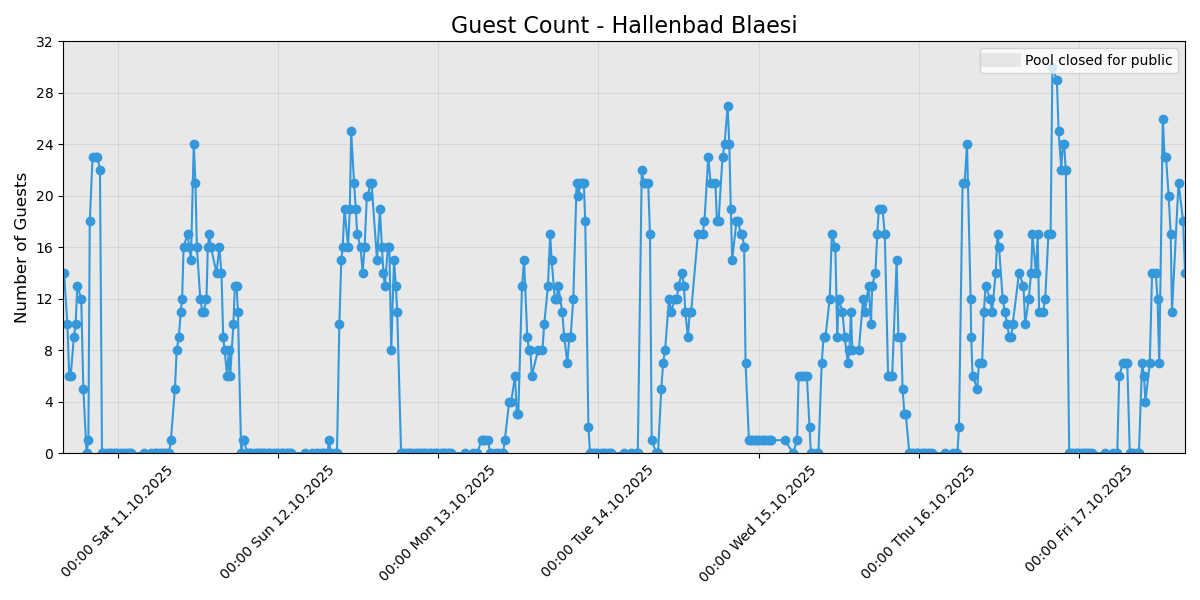 Guest Count - Hallenbad Blaesi
Pool closed for public
Number of Guests
32
28
24
20
16
12
8
4
0
00:00 Sat 11.10.2025
00:00 Sun 12.10.2025
00:00 Mon 13.10.2025
00:00 Tue 14.10.2025
00:00 Wed 15.10.2025
00:00 Thu 16.10.2025
00:00 Fri 17.10.2025